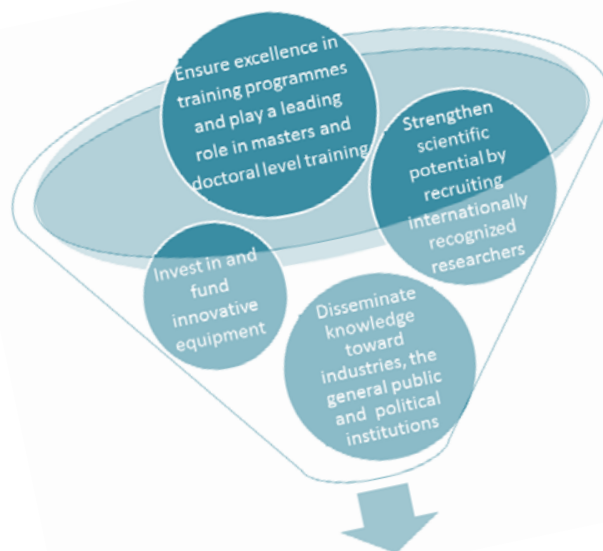 Ensure excellence in
training programmes
and play a leading
role in masters and
doctoral level training
Strengthen
scientific
potential by
recruiting
internationally
recognized
researchers
Invest in and
fund
innovative
equipment
Disseminate
knowledge
toward
industries, the
general public
and political
institutions